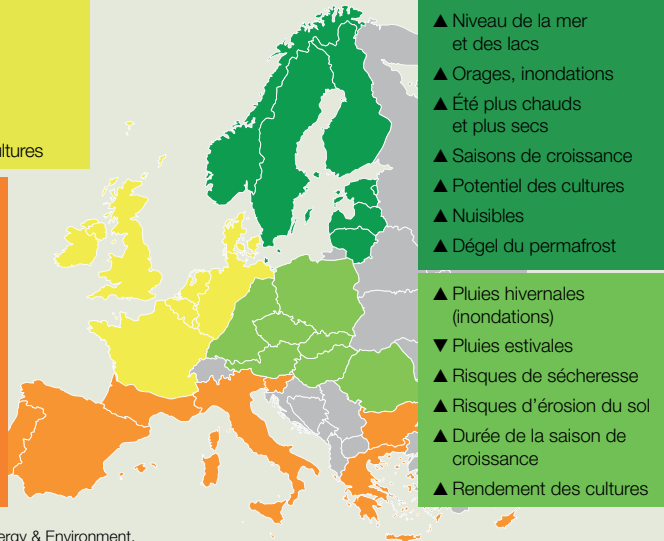 ▲ Niveau de la mer
et des lacs
▲ Orages, inondations
▲ Été plus chauds
et plus secs
▲ Saisons de croissance
▲ Potentiel des cultures
▲ Nuisibles
▲ Dégel du permafrost
▲ Pluies hivernales
(inondations)
▼ Pluies estivales
▲ Risques de sécheresse
▲ Risques d'érosion du sol
▲ Durée de la saison de
croissance
▲ Rendement des cultures
ltures
ergy & Environment.